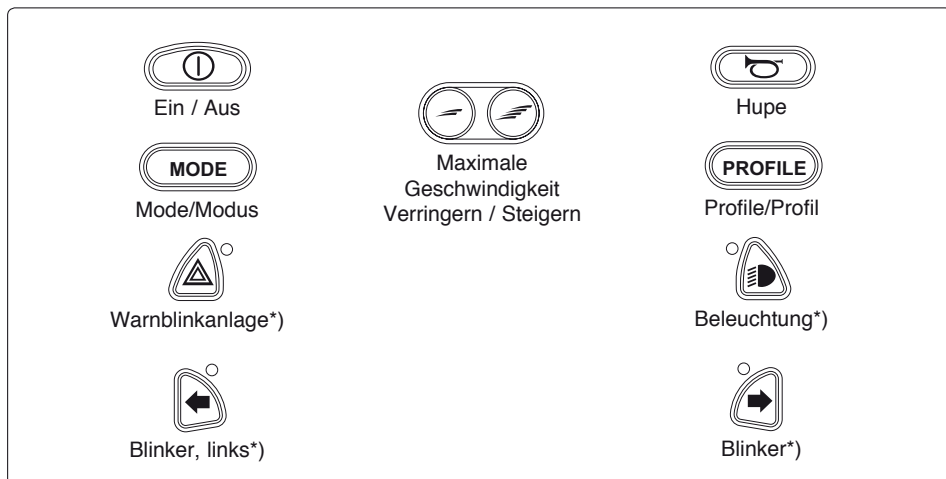 Ein / Aus
Hupe
MODE
Mode/Modus
Maximale
Geschwindigkeit
Verringern / Steigern
PROFILE
Profile/Profil
Warnblinkanlage*)
Beleuchtung*)
Blinker, links*)
Blinker*)